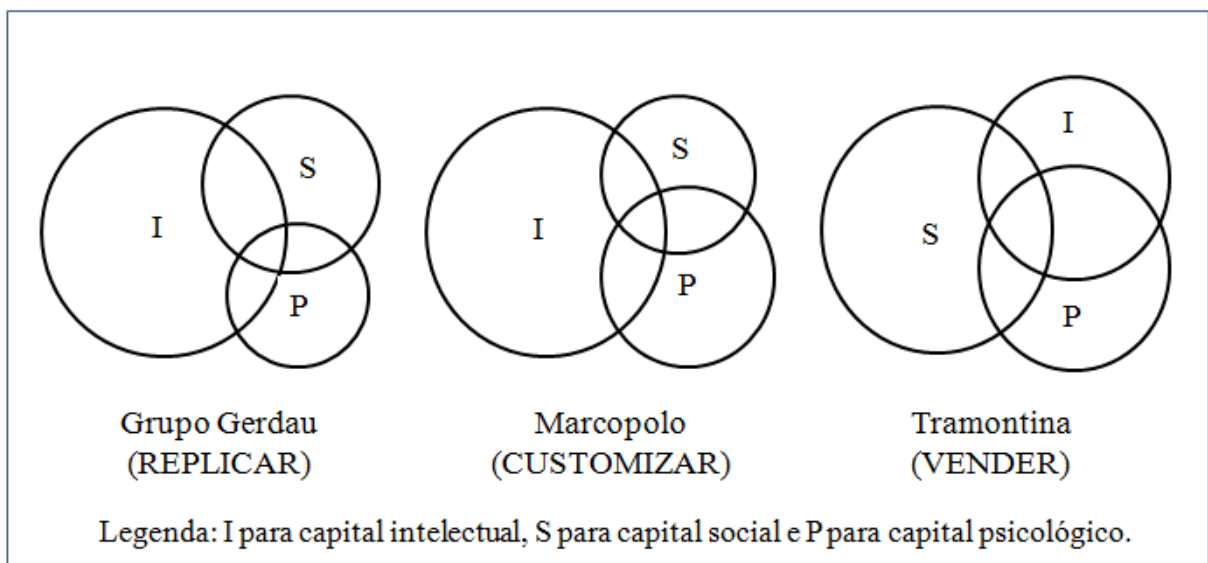 I
S
P
I
S
P
S
I
P
Grupo Gerdau
(REPLICAR)
Marcopolo
(CUSTOMIZAR)
Tramontina
(VENDER)
Legenda: I para capital intelectual, S para capital social e P para capital psicológico.